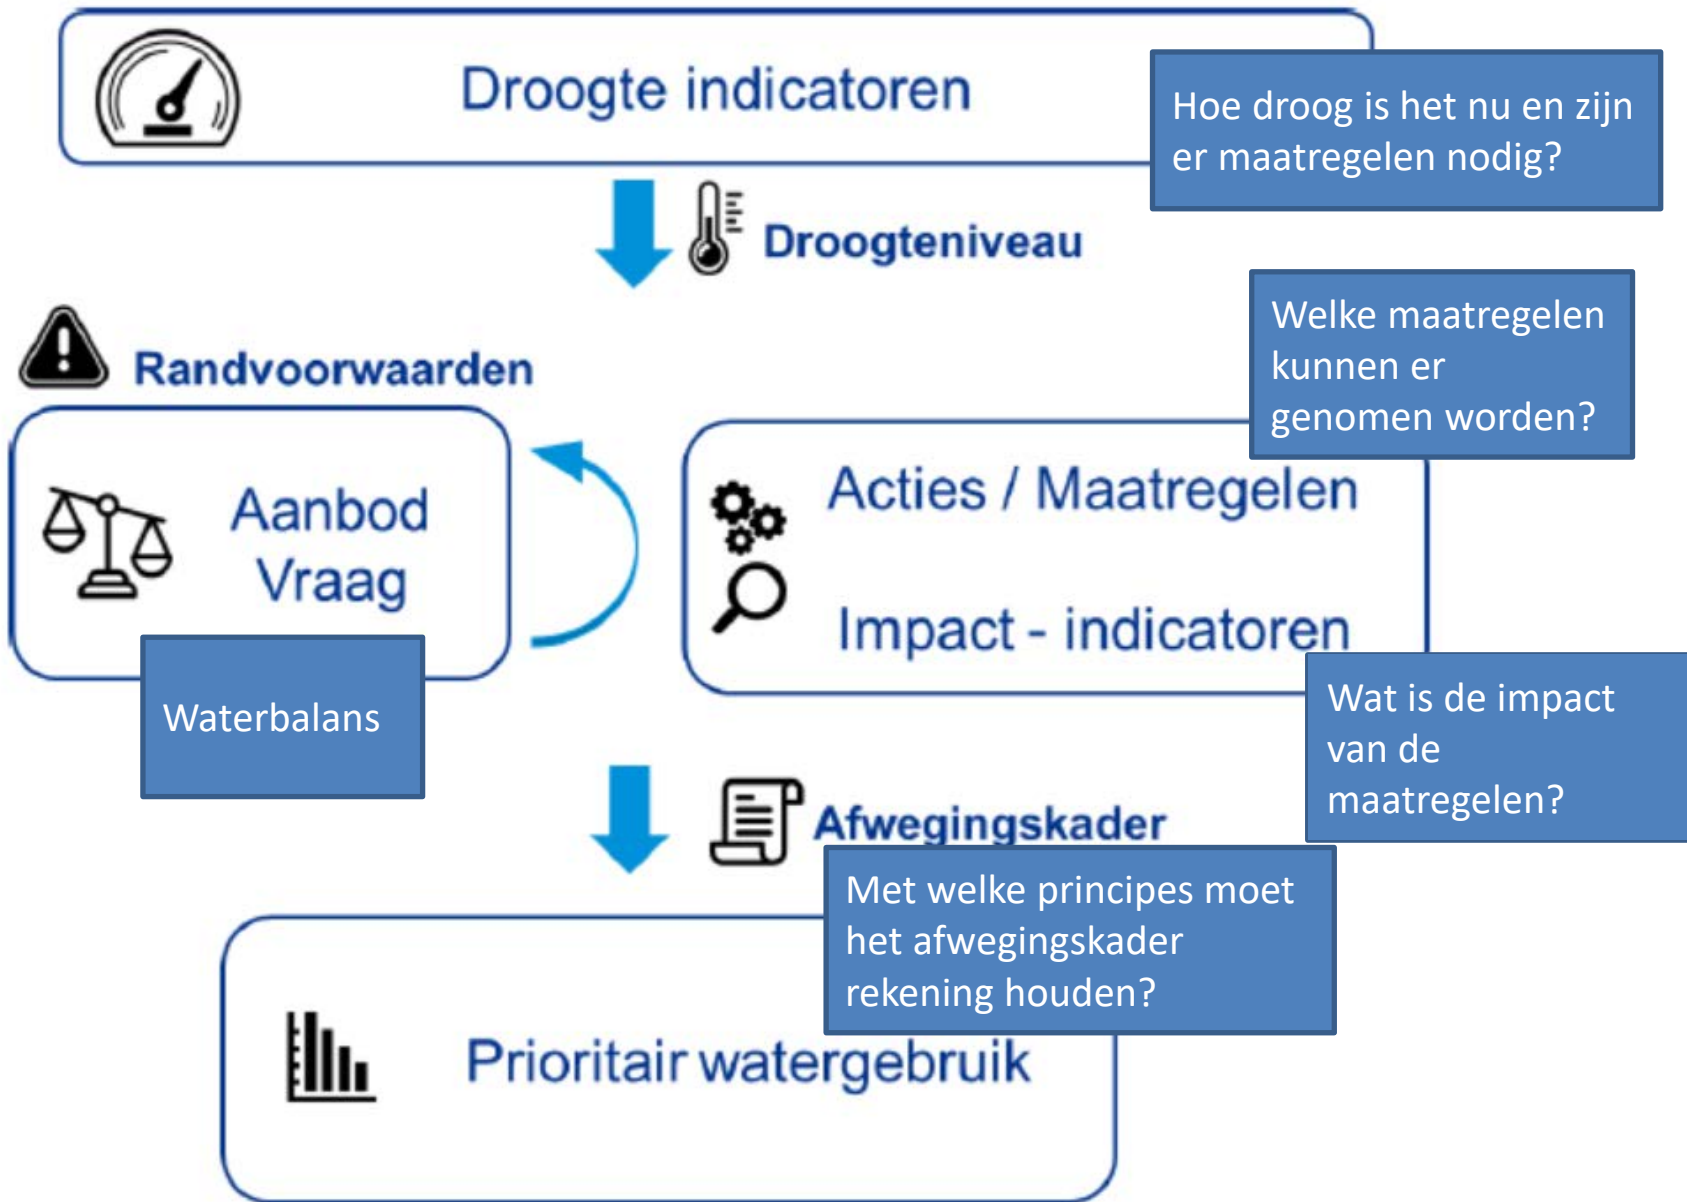 Droogte indicatoren
Hoe droog is het nu en zijn
er maatregelen nodig?
Droogteniveau
Randvoorwaarden
Welke maatregelen
kunnen er
genomen worden?
Aanbod
Vraag
Waterbalans
Acties / Maatregelen
Impact - indicatoren
Wat is de impact
van de
maatregelen?
Afwegingskader
Met welke principes moet
het afwegingskader
rekening houden?
Prioritair watergebruik